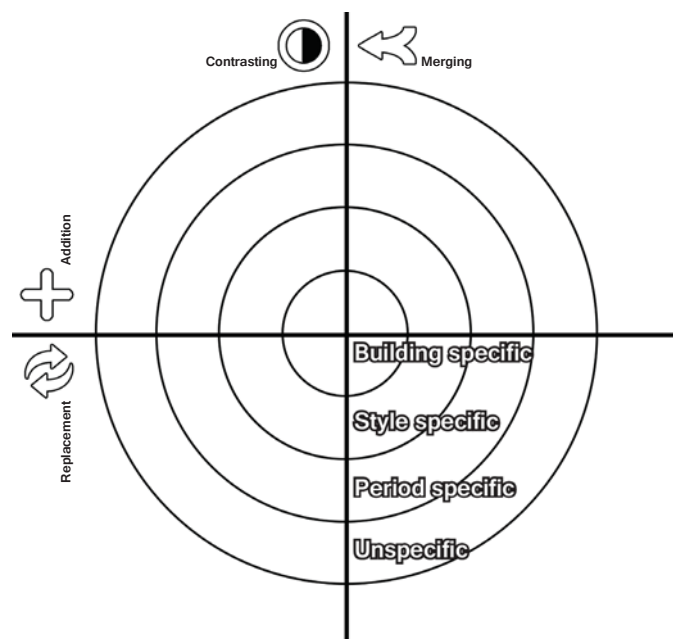 Contrasting
Merging
Addition
Replacement
Building specific
Style specific
Period specific
Unspecific